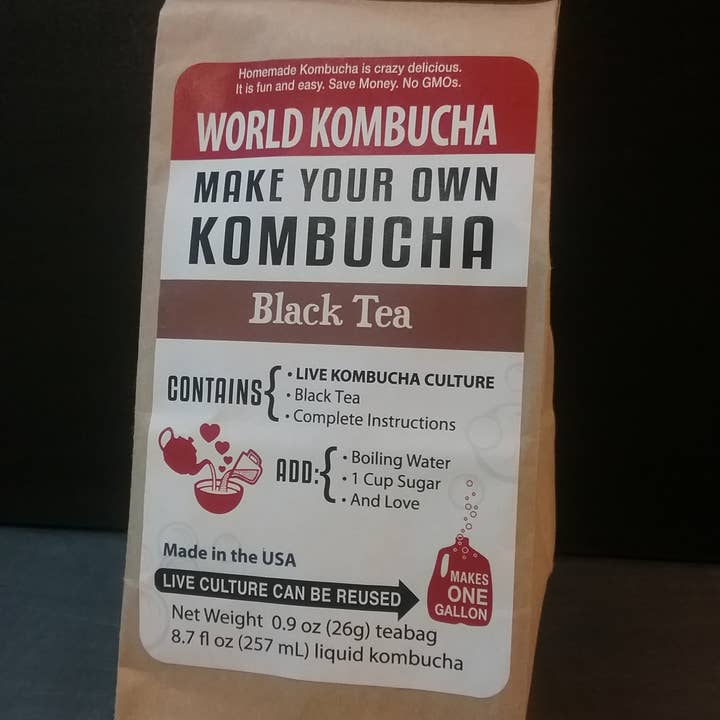 Homemade Kombucha is crazy delicious.
It is fun and easy. Save Money. No GMOs.
WORLD KOMBUCHA
MAKE YOUR OWN
KOMBUCHA
Black Tea
CONTAINS
• LIVE KOMBUCHA CULTURE
• Black Tea
• Complete Instructions
ADD:
• Boiling Water
• 1 Cup Sugar
• And Love
Made in the USA
LIVE CULTURE CAN BE REUSED
MAKES
ONE
GALLON
Net Weight 0.9 oz (26g) teabag
8.7 fl oz (257 mL) liquid kombucha